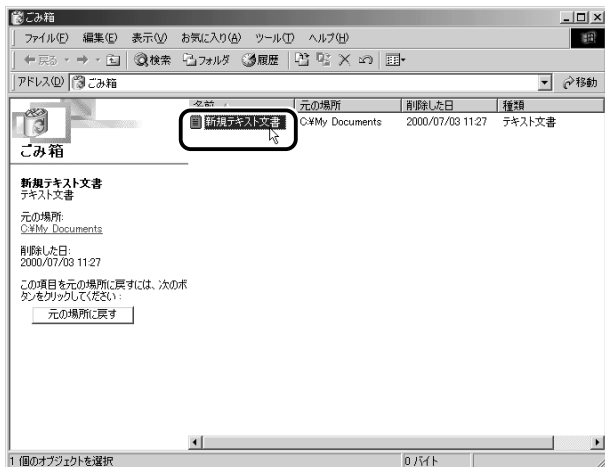 ごみ箱
ファイル(F) 編集(E) 表示(V) お気に入り(A) ツール(T) ヘルプ(H)
戻る 検索 フォルダ 履歴
アドレス(D) ごみ箱 移動
名前 元の場所 削除した日 種類
新規テキスト文書 C:¥My Documents 2000/07/03 11:27 テキスト文書
ごみ箱
新規テキスト文書
テキスト文書
元の場所:
C:¥My Documents
削除した日:
2000/07/03 11:27
この項目を元の場所に戻すには、次のボ
タンをクリックしてください:
元の場所に戻す
1 個のオブジェクトを選択 0 バイト